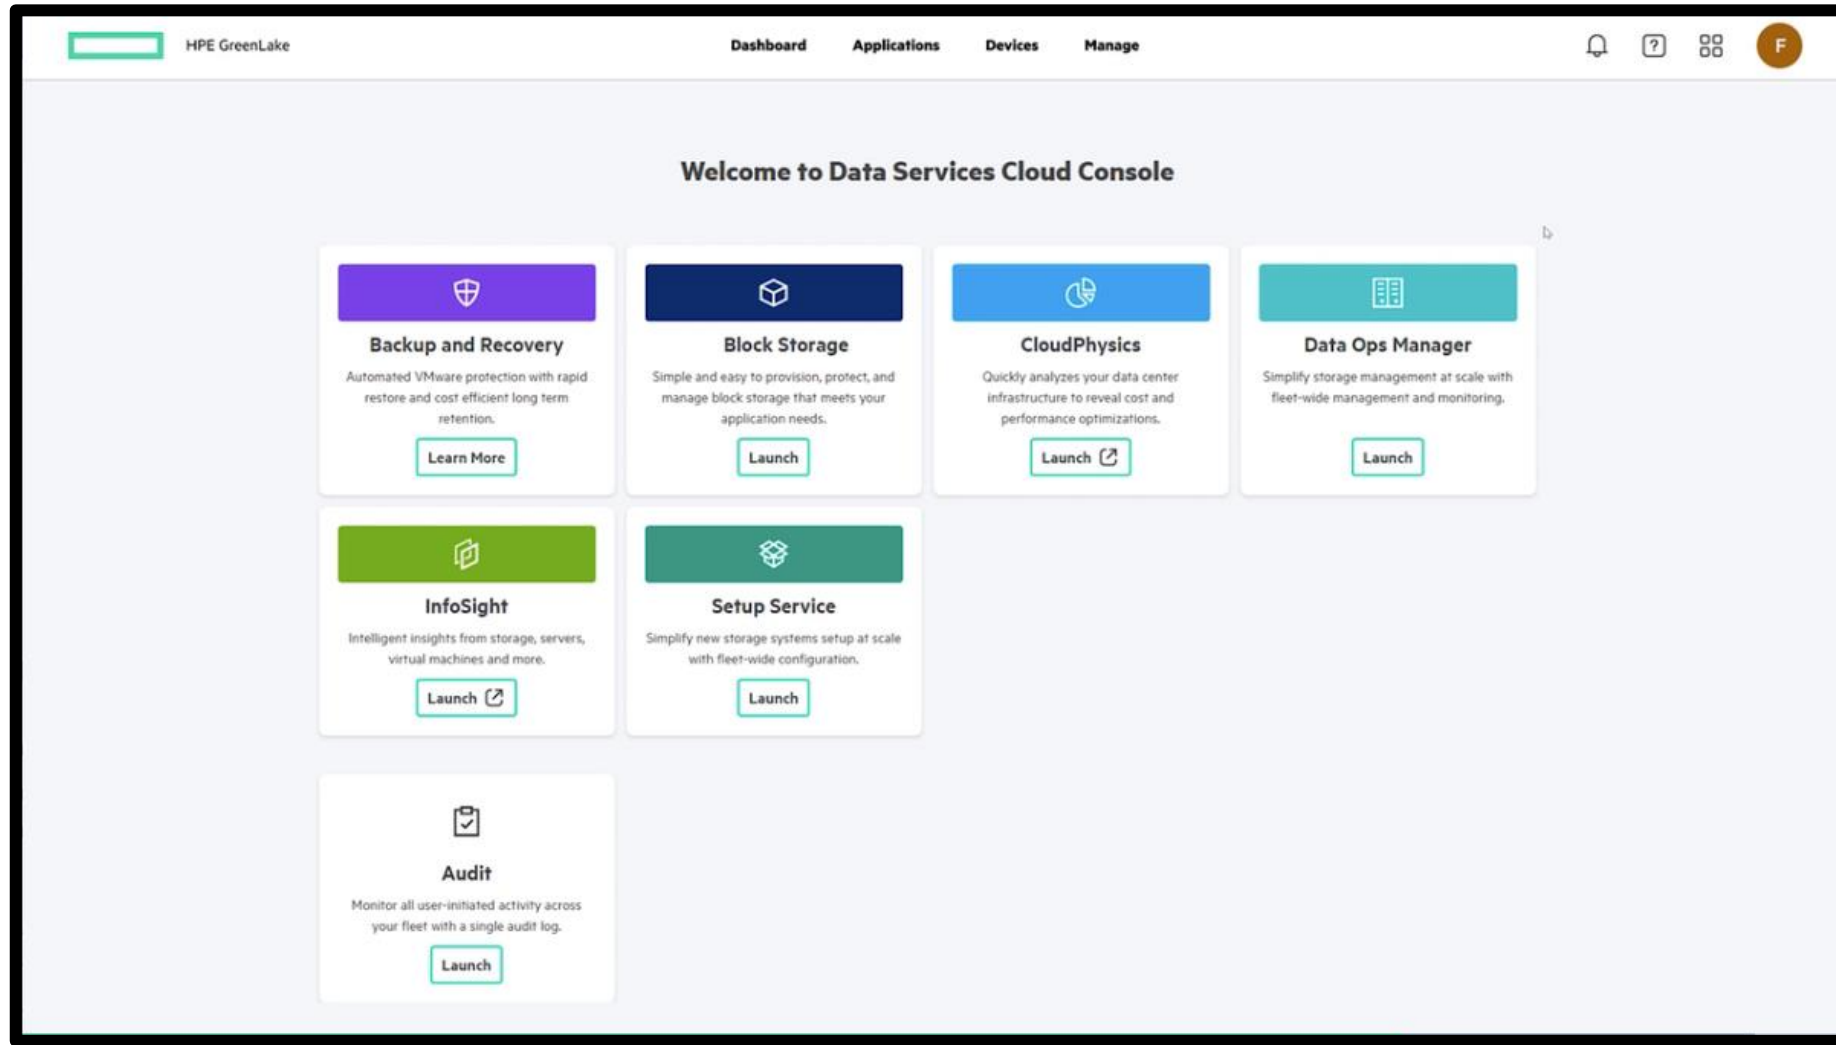 HPE GreenLake
Dashboard
Applications
Devices
Manage
F
Welcome to Data Services Cloud Console
Backup and Recovery
Automated VMware protection with rapid
restore and cost efficient long term
retention.
Learn More
Block Storage
Simple and easy to provision, protect, and
manage block storage that meets your
application needs.
Launch
CloudPhysics
Quickly analyzes your data center
infrastructure to reveal cost and
performance optimizations.
Launch
Data Ops Manager
Simplify storage management at scale with
fleet-wide management and monitoring.
Launch
InfoSight
Intelligent insights from storage, servers,
virtual machines and more.
Launch
Setup Service
Simplify new storage systems setup at scale
with fleet-wide configuration.
Launch
Audit
Monitor all user-initiated activity across
your fleet with a single audit log.
Launch